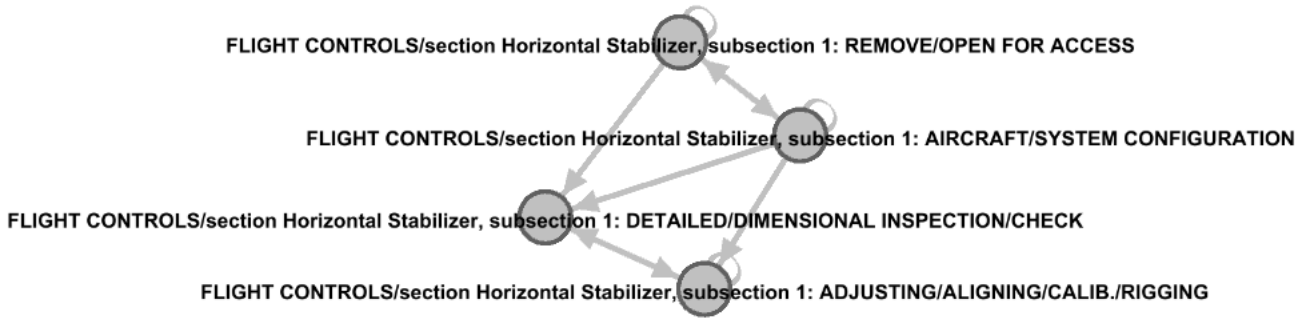 FLIGHT CONTROLS/section Horizontal Stabilizer, subsection 1: REMOVE/OPEN FOR ACCESS
FLIGHT CONTROLS/section Horizontal Stabilizer, subsection 1: AIRCRAFT/SYSTEM CONFIGURATION
FLIGHT CONTROLS/section Horizontal Stabilizer, subsection 1: DETAILED/DIMENSIONAL INSPECTION/CHECK
FLIGHT CONTROLS/section Horizontal Stabilizer, subsection 1: ADJUSTING/ALIGNING/CALIB./RIGGING